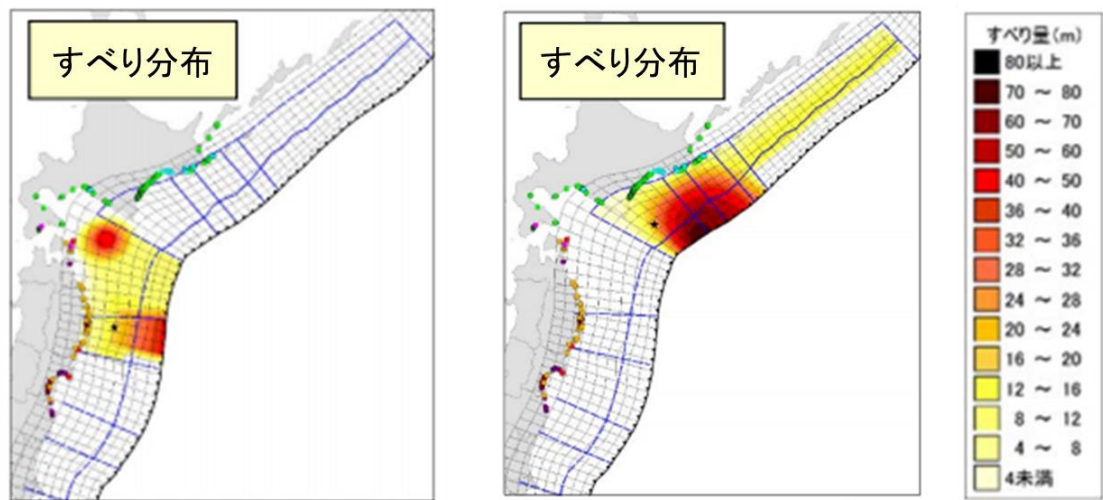 すべり分布
すべり分布
すべり量(m)
80以上
70 ～ 80
60 ～ 70
50 ～ 60
40 ～ 50
36 ～ 40
32 ～ 36
28 ～ 32
24 ～ 28
20 ～ 24
16 ～ 20
12 ～ 16
8 ～ 12
4 ～ 8
4未満